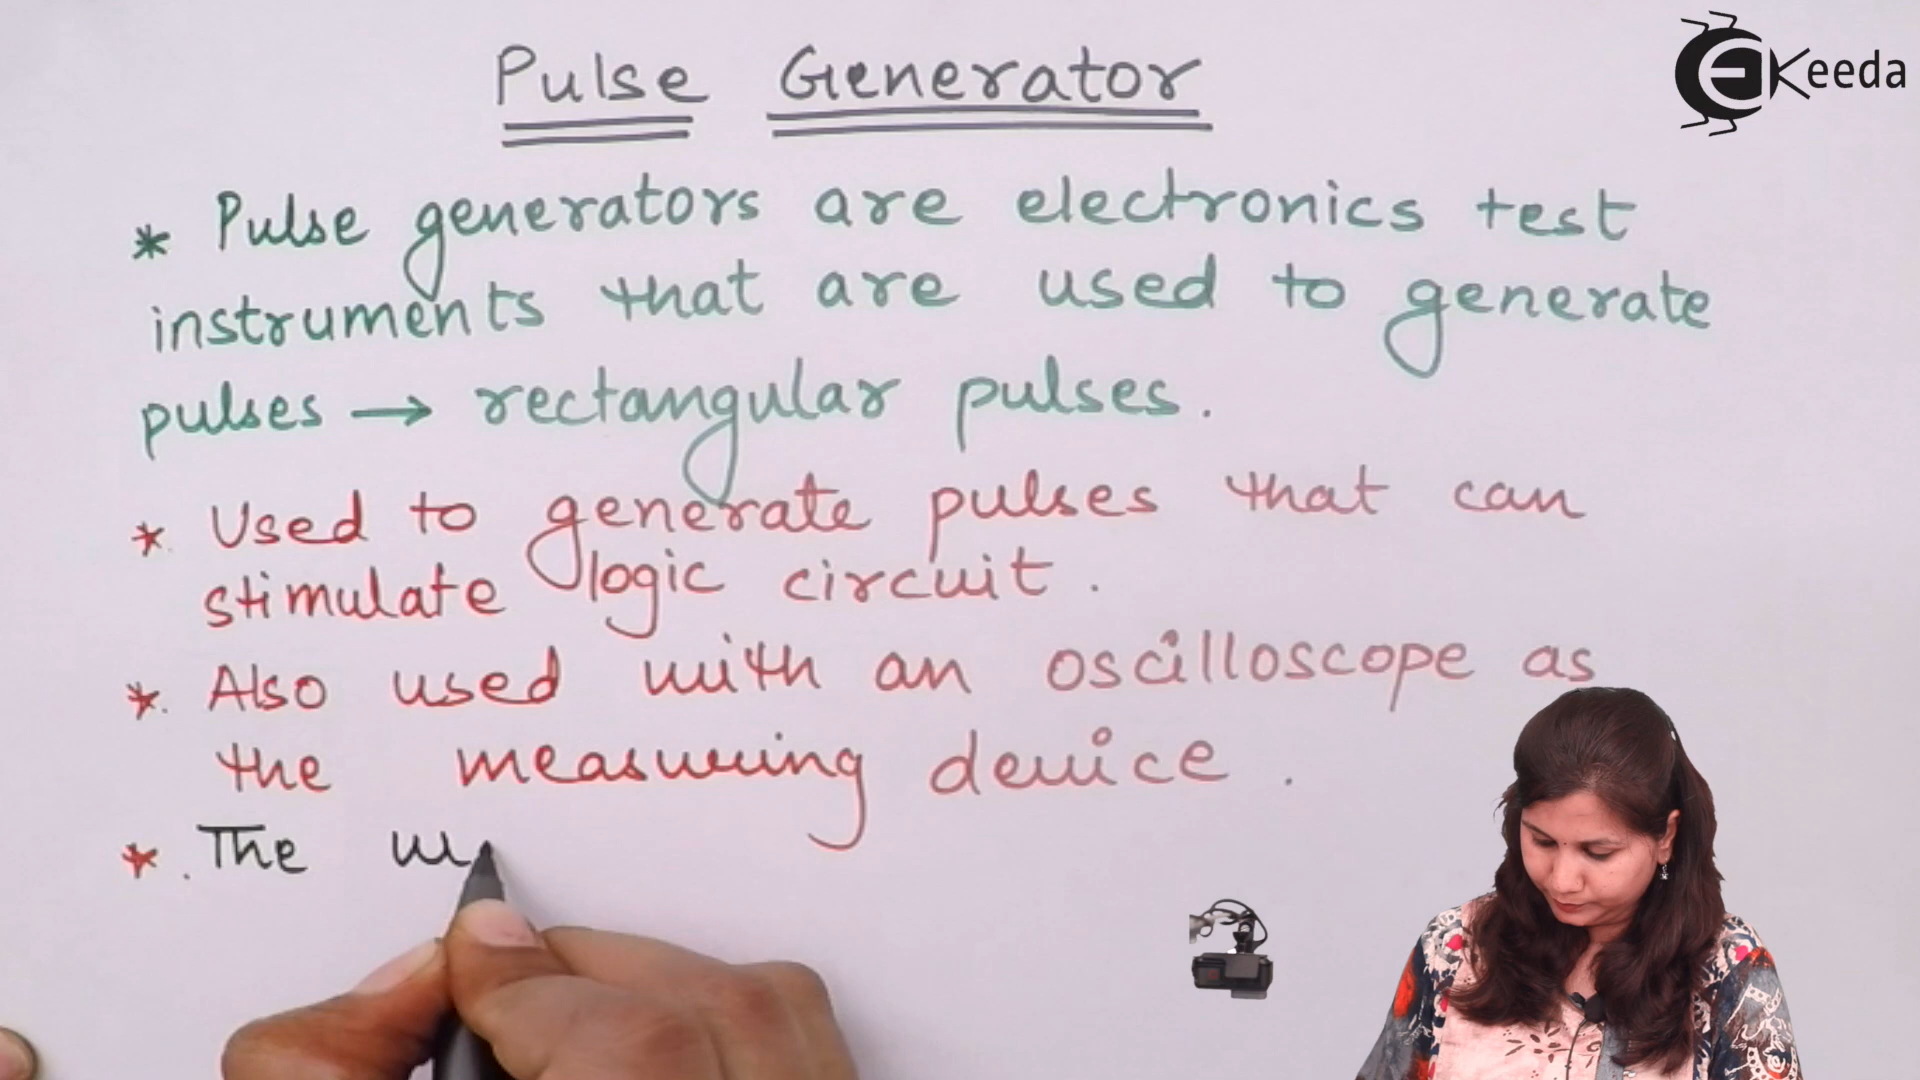 Pulse Generator
EKeeda
* Pulse generators are electronics test
instruments that are used to generate
pulses → rectangular pulses.
* Used to generate pulses that can
stimulate logic circuit.
* Also used with an oscilloscope as
the measuring device.
* The